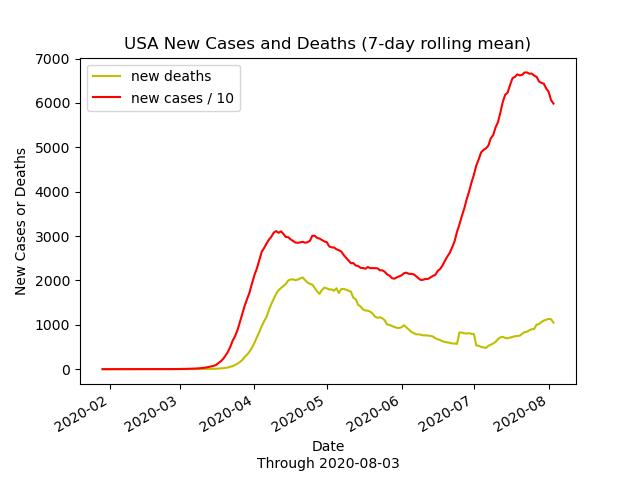 USA New Cases and Deaths (7-day rolling mean)
new deaths
new cases / 10
7000
6000
5000
4000
3000
2000
1000
0
New Cases or Deaths
2020-02
2020-03
2020-04
2020-05
2020-06
2020-07
2020-08
Date
Through 2020-08-03